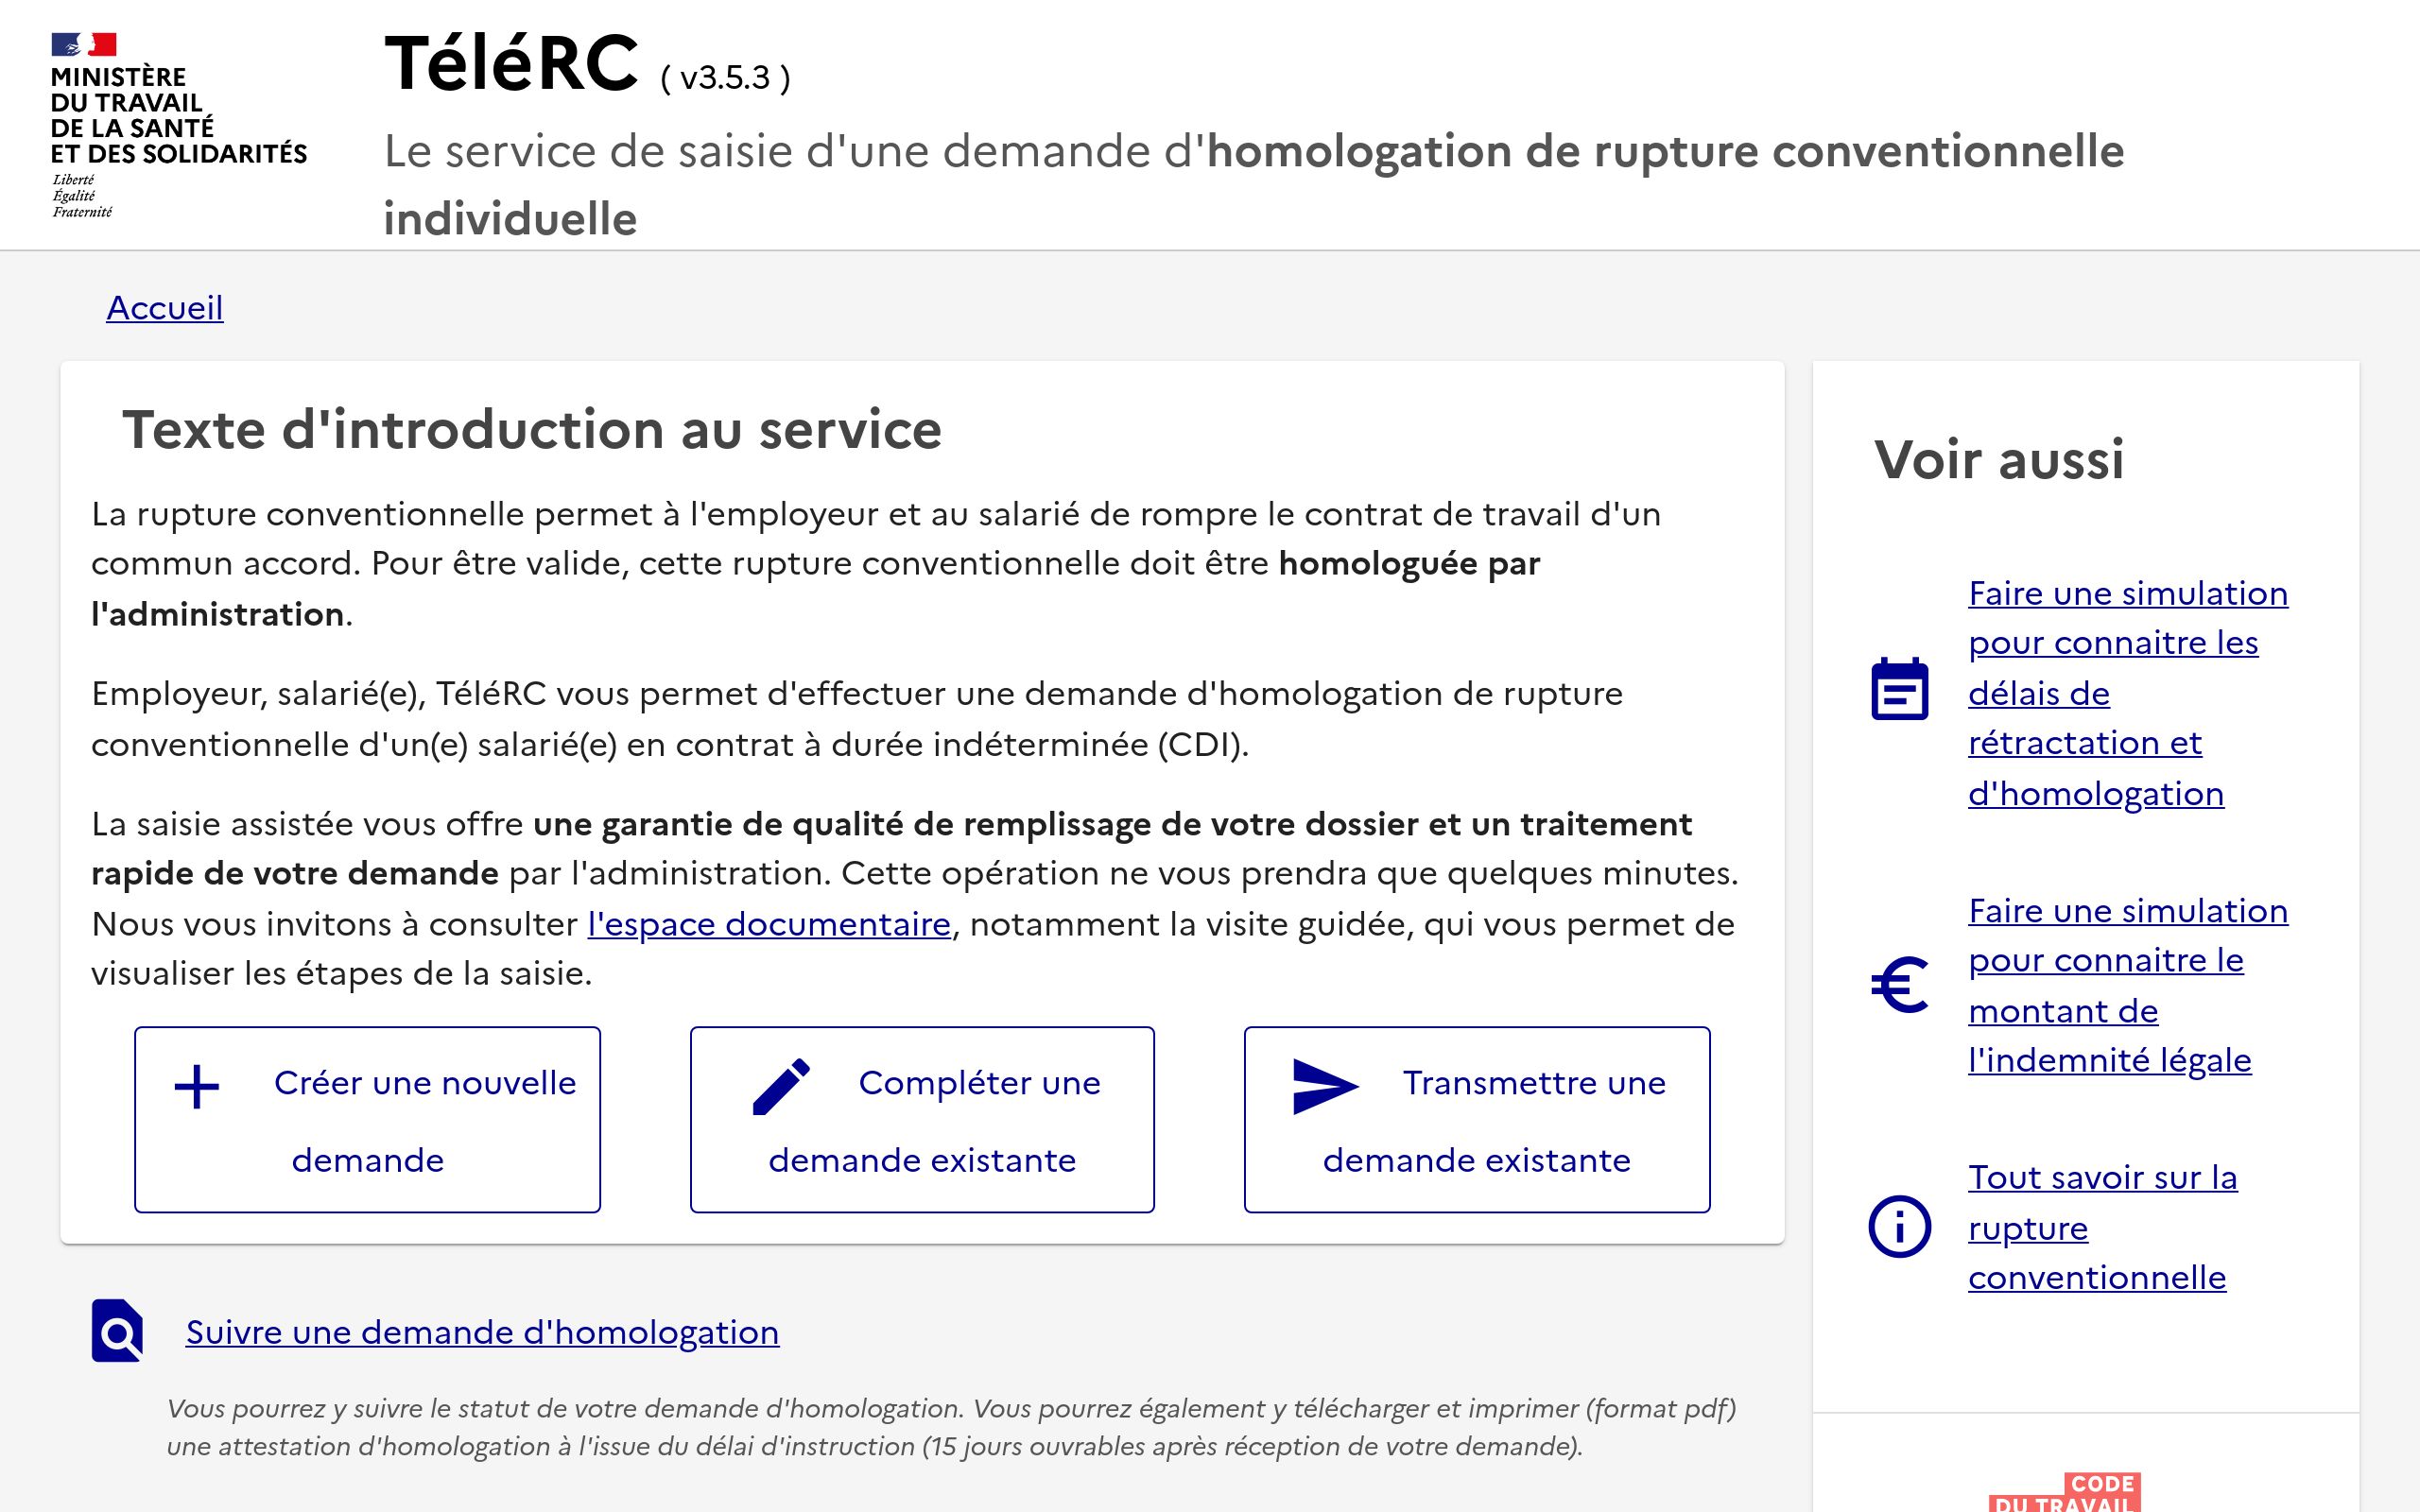 MINISTÈRE
DU TRAVAIL
DE LA SANTÉ
ET DES SOLIDARITÉS
Liberté
Égalité
Fraternité
TéléRC ( v3.5.3 )
Le service de saisie d'une demande d'homologation de rupture conventionnelle
individuelle
Accueil
Texte d'introduction au service
La rupture conventionnelle permet à l'employeur et au salarié de rompre le contrat de travail d'un
commun accord. Pour être valide, cette rupture conventionnelle doit être homologuée par
l'administration.
Employeur, salarié(e), TéléRC vous permet d'effectuer une demande d'homologation de rupture
conventionnelle d'un(e) salarié(e) en contrat à durée indéterminée (CDI).
La saisie assistée vous offre une garantie de qualité de remplissage de votre dossier et un traitement
rapide de votre demande par l'administration. Cette opération ne vous prendra que quelques minutes.
Nous vous invitons à consulter l'espace documentaire, notamment la visite guidée, qui vous permet de
visualiser les étapes de la saisie.
Créer une nouvelle
demande
Compléter une
demande existante
Transmettre une
demande existante
Suivre une demande d'homologation
Vous pourrez y suivre le statut de votre demande d'homologation. Vous pourrez également y télécharger et imprimer (format pdf)
une attestation d'homologation à l'issue du délai d'instruction (15 jours ouvrables après réception de votre demande).
Voir aussi
Faire une simulation
pour connaitre les
délais de
rétractation et
d'homologation
Faire une simulation
pour connaitre le
montant de
l'indemnité légale
Tout savoir sur la
rupture
conventionnelle
CODE
DU TRAVAIL